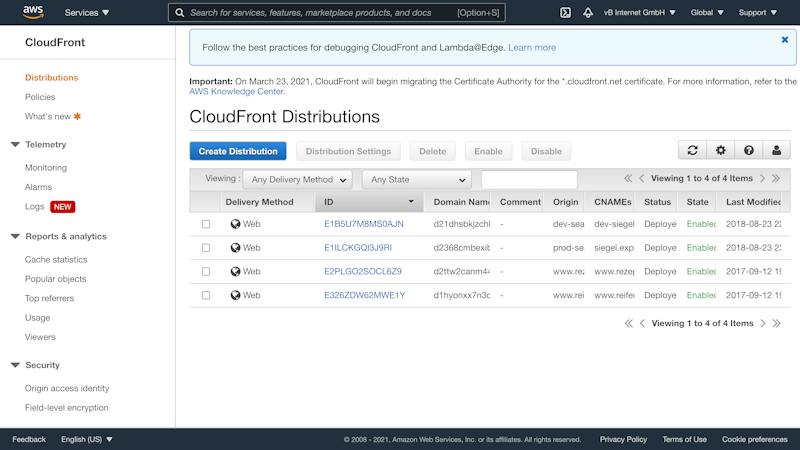 aws Services Search for services, features, marketplace products, and docs [Option+S] vB Internet GmbH Global Support
CloudFront
Distributions
Policies
What's new
Telemetry
Monitoring
Alarms
Logs NEW
Reports & analytics
Cache statistics
Popular objects
Top referrers
Usage
Viewers
Security
Origin access identity
Field-level encryption
Follow the best practices for debugging CloudFront and Lambda@Edge. Learn more
Important: On March 23, 2021, CloudFront will begin migrating the Certificate Authority for the *.cloudfront.net certificate. For more information, refer to the
AWS Knowledge Center.
CloudFront Distributions
Create Distribution Distribution Settings Delete Enable Disable
Viewing : Any Delivery Method Any State Viewing 1 to 4 of 4 Items
Delivery Method ID Domain Name Comment Origin CNAMEs Status State Last Modified
Web E1B5U7M8MS0AJN d21dhsbkjzchl - dev-sea dev-siegel Deploye Enabled 2018-08-23 22
Web E1ILCKGQI3J9RI d2368cmbexib - prod-se siegel.exp Deploye Enabled 2018-08-23 22
Web E2PLGO2SOCL6Z9 d2ttw2canm4 - www.rez www.rezep Deploye Enabled 2017-09-12 19
Web E326ZDW62MWE1Y d1hyonxx7n3c - www.rei www.reife Deploye Enabled 2017-09-12 15
Viewing 1 to 4 of 4 Items
Feedback English (US) © 2008 - 2021, Amazon Web Services, Inc. or its affiliates. All rights reserved. Privacy Policy Terms of Use Cookie preferences